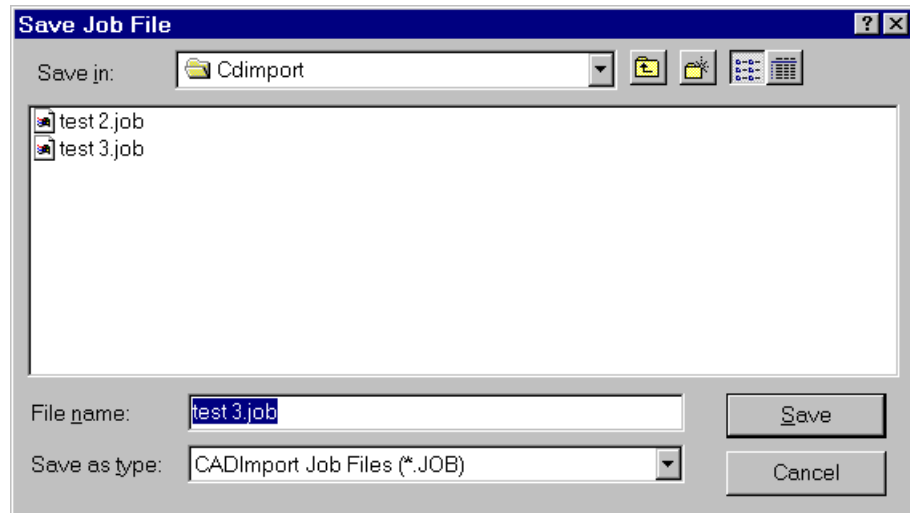 Save Job File
Save in: Cdimport
test 2.job
test 3.job
File name: test 3.job
Save
Save as type: CADImport Job Files (*.JOB)
Cancel